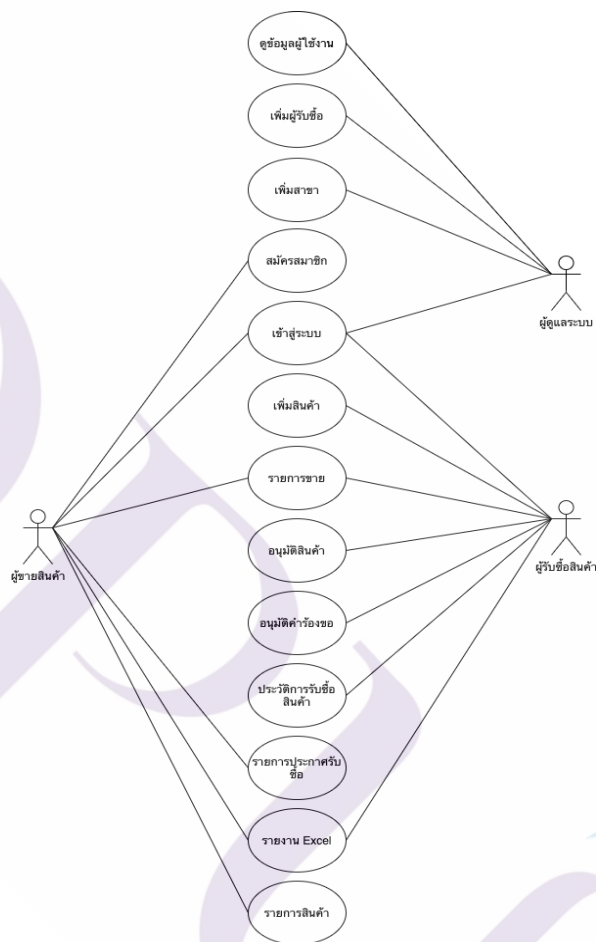 ดูข้อมูลผู้ใช้งาน
เพิ่มผู้รับซื้อ
เพิ่มสาขา
สมัครสมาชิก
เข้าสู่ระบบ
ผู้ดูแลระบบ
เพิ่มสินค้า
รายการขาย
อนุมัติสินค้า
ผู้ขายสินค้า
ผู้รับซื้อสินค้า
อนุมัติคำร้องขอ
ประวัติการรับซื้อ
สินค้า
รายการประกาศรับ
ซื้อ
รายงาน Excel
รายการสินค้า